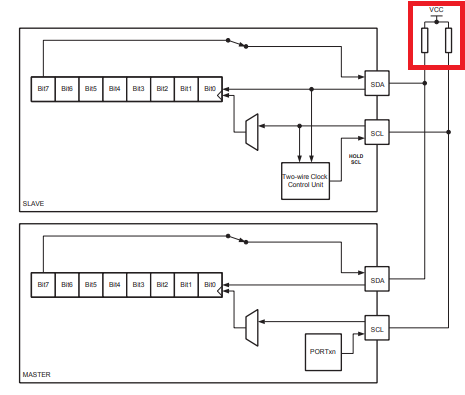 VCC
Bit7 Bit6 Bit5 Bit4 Bit3 Bit2 Bit1 Bit0
SDA
SCL
HOLD
SCL
Two-wire Clock
Control Unit
SLAVE
Bit7 Bit6 Bit5 Bit4 Bit3 Bit2 Bit1 Bit0
SDA
SCL
PORTxn
MASTER